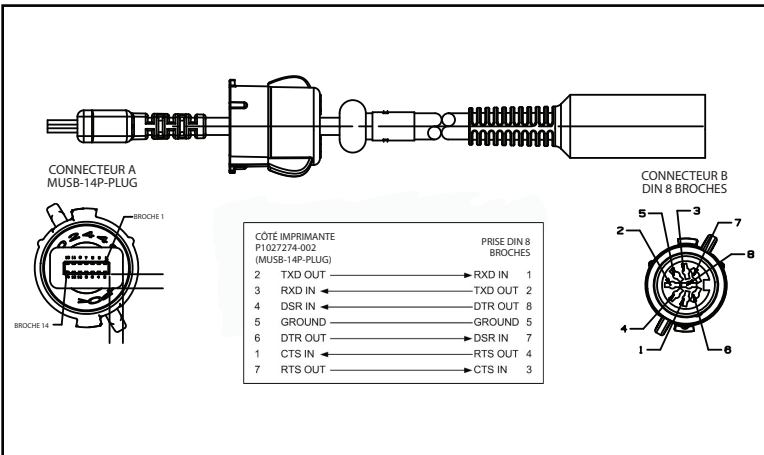 CONNECTEUR A
MUSB-14P-PLUG
BROCHE 1
BROCHE 14
CONNECTEUR B
DIN 8 BROCHES
5
3
7
2
8
4
1
6
CÔTÉ IMPRIMANTE
P1027274-002
(MUSB-14P-PLUG)
PRISE DIN 8
BROCHES
2 TXD OUT RXD IN 1
3 RXD IN TXD OUT 2
4 DSR IN DTR OUT 8
5 GROUND GROUND 5
6 DTR OUT DSR IN 7
1 CTS IN RTS OUT 4
7 RTS OUT CTS IN 3